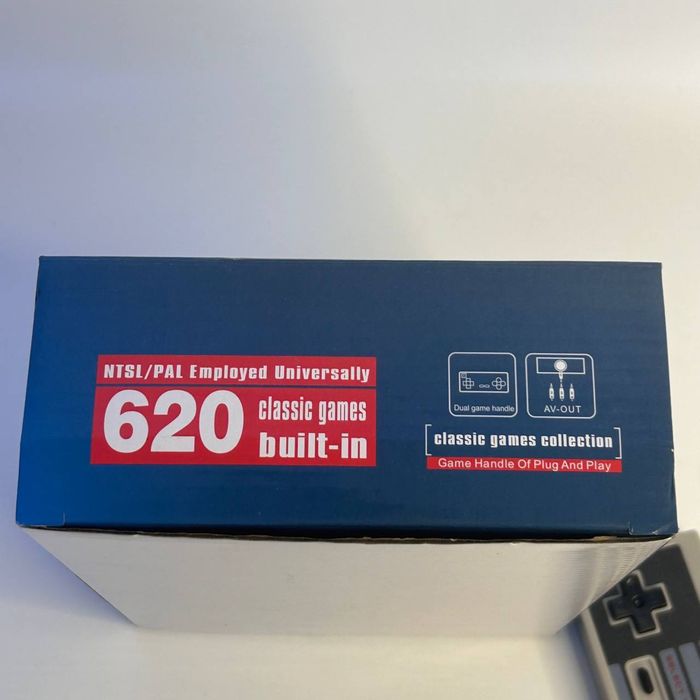 NTSL/PAL Employed Universally
620 classic games
built-in
Dual game handle
AV-OUT
[classic games collection]
Game Handle Of Plug And Play